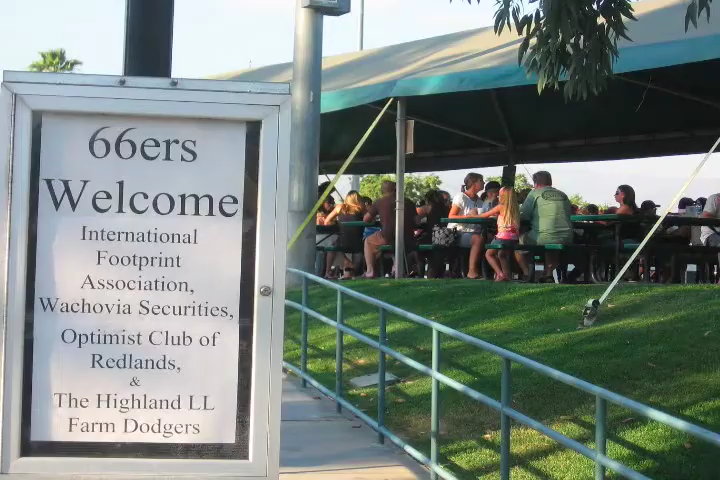 66ers
Welcome
International
Footprint
Association,
Wachovia Securities,
Optimist Club of
Redlands,
&
The Highland LL
Farm Dodgers